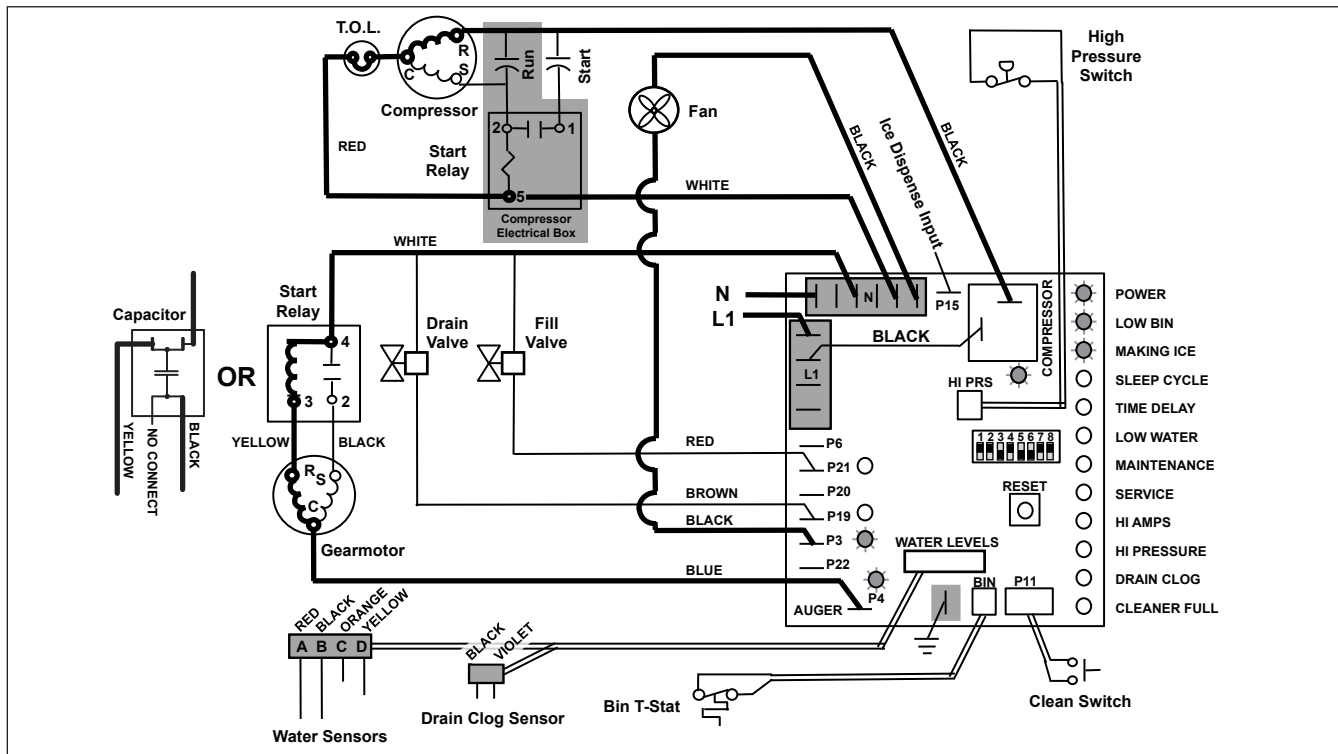 T.O.L.
R
C
S
Compressor
Run
Start
2
1
Start
Relay
5
Compressor
Electrical Box
RED
WHITE
Fan
BLACK
Ice Dispense Input
BLACK
High
Pressure
Switch
WHITE
Capacitor
YELLOW
NO CONNECT
BLACK
OR
Start
Relay
4
3
2
YELLOW
BLACK
R
S
C
Gearmotor
Drain
Valve
Fill
Valve
N
L1
N
P15
L1
BLACK
COMPRESSOR
HI PRS
1 2 3 4 5 6 7 8
RESET
POWER
LOW BIN
MAKING ICE
SLEEP CYCLE
TIME DELAY
LOW WATER
MAINTENANCE
SERVICE
HI AMPS
HI PRESSURE
DRAIN CLOG
CLEANER FULL
RED
P6
P21
P20
BROWN
P19
BLACK
P3
P22
BLUE
P4
AUGER
WATER LEVELS
BIN
P11
RED
BLACK
ORANGE
YELLOW
A B C D
Water Sensors
BLACK
VIOLET
Drain Clog Sensor
Bin T-Stat
Clean Switch